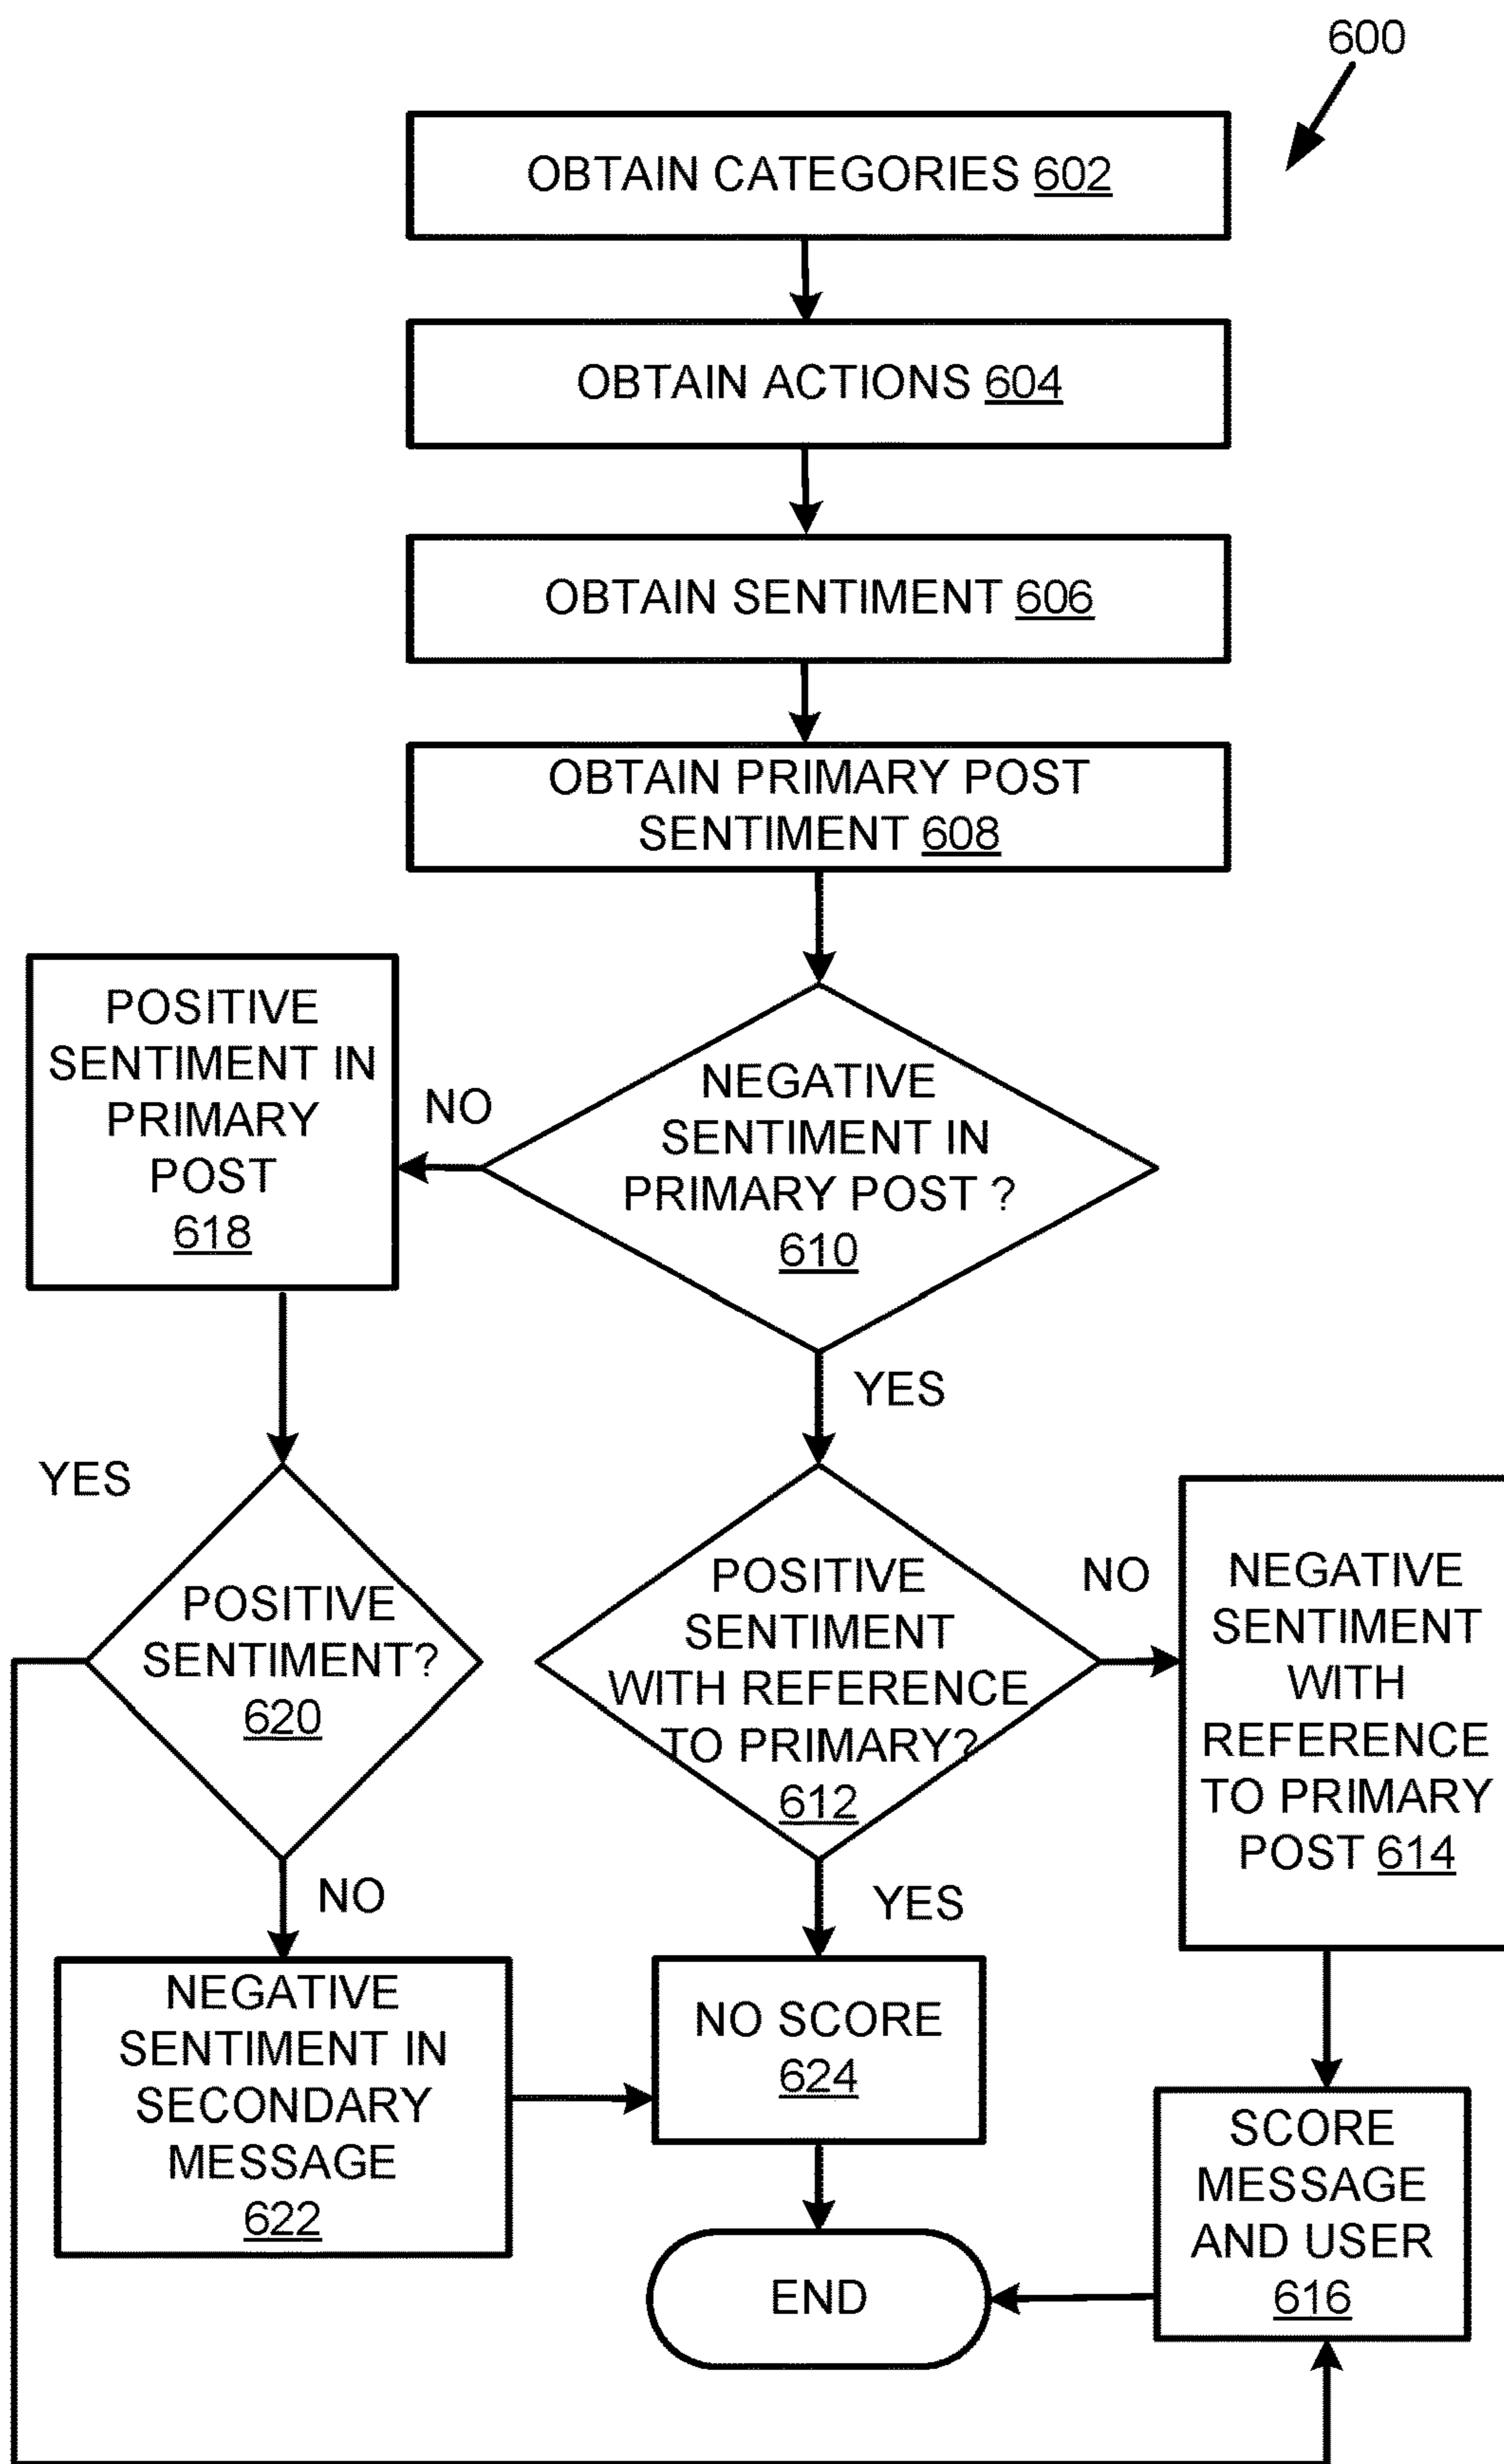 600
OBTAIN CATEGORIES 602
OBTAIN ACTIONS 604
OBTAIN SENTIMENT 606
OBTAIN PRIMARY POST
SENTIMENT 608
POSITIVE
SENTIMENT IN
PRIMARY
POST
618
NO
NEGATIVE
SENTIMENT IN
PRIMARY POST ?
610
YES
YES
POSITIVE
SENTIMENT?
620
POSITIVE
SENTIMENT
WITH REFERENCE
TO PRIMARY?
612
NO
NEGATIVE
SENTIMENT
WITH
REFERENCE
TO PRIMARY
POST 614
NO
YES
NEGATIVE
SENTIMENT IN
SECONDARY
MESSAGE
622
NO SCORE
624
SCORE
MESSAGE
AND USER
616
END